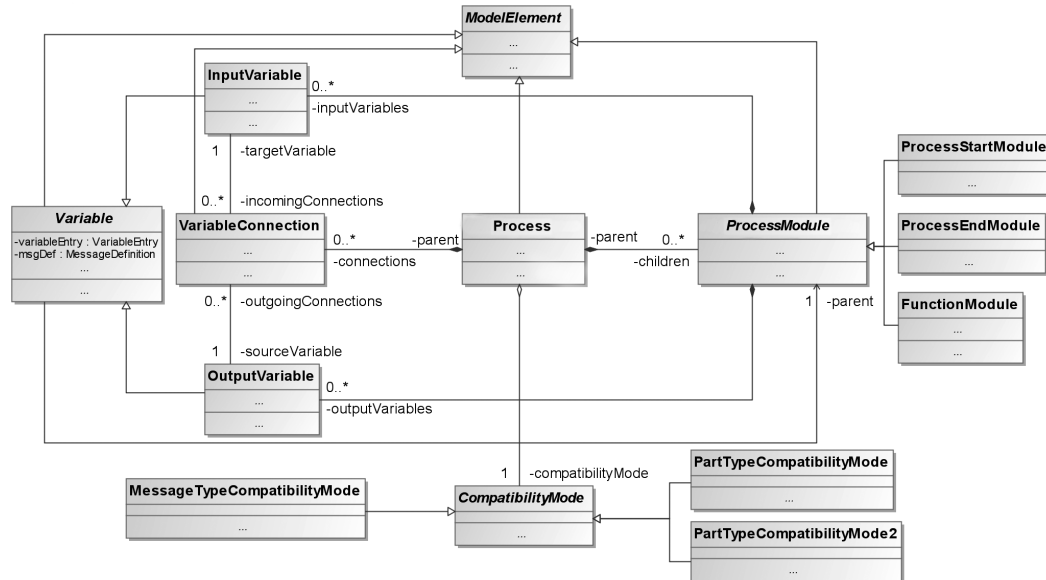 ModelElement
...
...
InputVariable
...
...
0..*
-inputVariables
1 -targetVariable
ProcessStartModule
...
0..* -incomingConnections
Variable
-variableEntry : VariableEntry
-msgDef : MessageDefinition
...
...
VariableConnection
...
...
0..*
-connections
-parent
Process
...
...
-parent
0..*
-children
ProcessModule
...
...
ProcessEndModule
...
0..* -outgoingConnections
1 -parent
FunctionModule
...
...
1 -sourceVariable
OutputVariable
...
...
0..*
-outputVariables
1 -compatibilityMode
PartTypeCompatibilityMode
...
MessageTypeCompatibilityMode
...
CompatibilityMode
...
PartTypeCompatibilityMode2
...